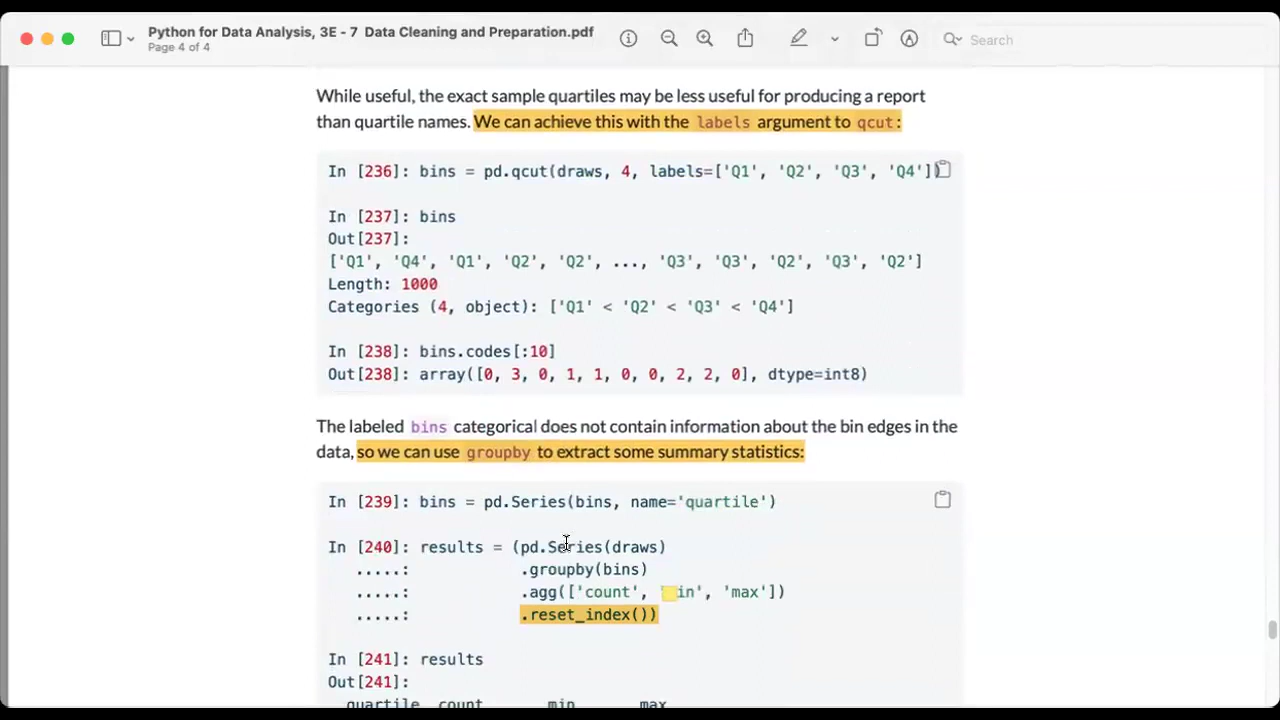 Python for Data Analysis, 3E - 7 Data Cleaning and Preparation.pdf
Page 4 of 4
Search
While useful, the exact sample quartiles may be less useful for producing a report
than quartile names. We can achieve this with the labels argument to qcut:
In [236]: bins = pd.qcut(draws, 4, labels=['Q1', 'Q2', 'Q3', 'Q4'])
In [237]: bins
Out[237]:
['Q1', 'Q4', 'Q1', 'Q2', 'Q2', ..., 'Q3', 'Q3', 'Q2', 'Q3', 'Q2']
Length: 1000
Categories (4, object): ['Q1' < 'Q2' < 'Q3' < 'Q4']
In [238]: bins.codes[:10]
Out[238]: array([0, 3, 0, 1, 1, 0, 0, 2, 2, 0], dtype=int8)
The labeled bins categorical does not contain information about the bin edges in the
data, so we can use groupby to extract some summary statistics:
In [239]: bins = pd.Series(bins, name='quartile')
In [240]: results = (pd.Series(draws)
.....: .groupby(bins)
.....: .agg(['count', 'min', 'max'])
.....: .reset_index())
In [241]: results
Out[241]:
quartile count min max